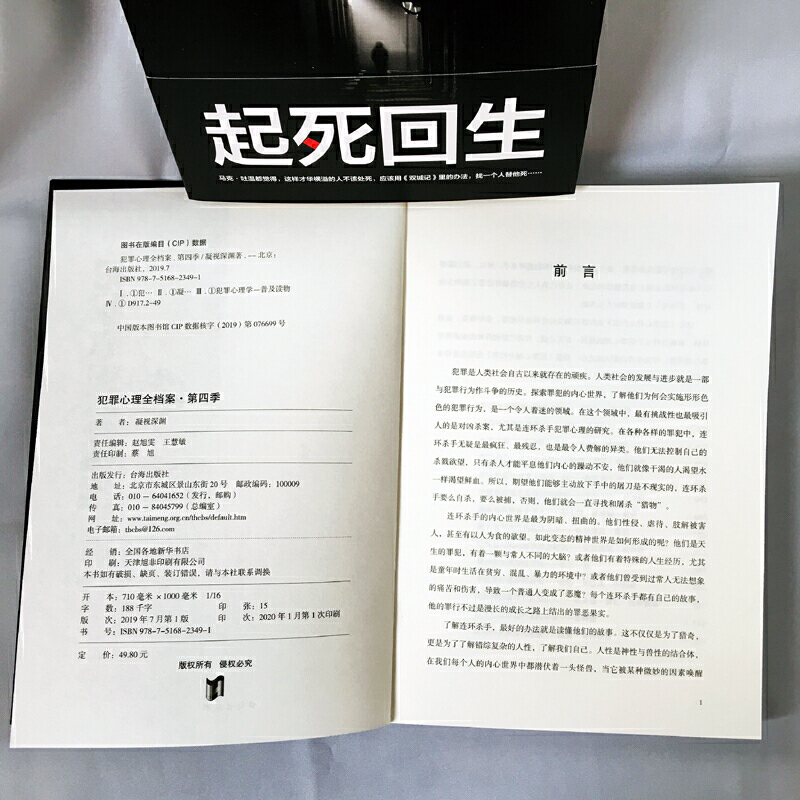 起死回生
马克·吐温都觉得，这样才华横溢的人不该处死，应该用《双城记》里的办法，找一个人替他死……
图书在版编目（CIP）数据
犯罪心理全档案.第四季/凝视深渊著.—北京：
台海出版社，2019.7
ISBN 978-7-5168-2349-1
Ⅰ.①犯… Ⅱ.①凝… Ⅲ.①犯罪心理学—普及读物
Ⅳ.①D917.2-49
中国版本图书馆CIP数据核字（2019）第076699号
犯罪心理全档案·第四季
著 者：凝视深渊
责任编辑：赵旭雯 王慧敏
责任印制：蔡 旭
出版发行：台海出版社
地 址：北京市东城区景山东街20号 邮政编码：100009
电 话：010－64041652（发行，邮购）
传 真：010－84045799（总编室）
网 址：www.taimeng.org.cn/thcbs/default.htm
电子邮箱：thcbs@126.com
经 销：全国各地新华书店
印 刷：天津旭非印刷有限公司
本书如有破损、缺页、装订错误，请与本社联系调换
开 本：710毫米×1000毫米 1/16
字 数：188千字 印 张：15
版 次：2019年7月第1版 印 次：2020年1月第1次印刷
书 号：ISBN 978-7-5168-2349-1
定 价：49.80元
版权所有 侵权必究
前 言
犯罪是人类社会自古以来就存在的顽疾。人类社会的发展与进步就是一部
与犯罪行为作斗争的历史。探索罪犯的内心世界，了解他们为何会实施形形色
色的犯罪行为，是一个令人着迷的领域。在这个领域中，最有挑战性也最吸引
人的是对凶杀案，尤其是连环杀手犯罪心理的研究。在各种各样的罪犯中，连
环杀手无疑是最疯狂、最残忍，也是最令人费解的异类。他们无法控制自己的
杀戮欲望，只有杀人才能平息他们内心的躁动不安，他们就像干渴的人渴望水
一样渴望鲜血。所以，期望他们能够主动放下手中的屠刀是不现实的，连环杀
手要么自杀，要么被捕，否则，他们就会一直寻找和屠杀“猎物”。
连环杀手的内心世界是最为阴暗、扭曲的。他们性侵、虐待、肢解被害
人，甚至有以人为食的欲望。如此变态的精神世界是如何形成的呢？他们是天
生的罪犯，有着一颗与常人不同的大脑？或者他们有着特殊的人生经历，尤其
是童年时生活在贫穷、混乱、暴力的环境中？或者他们曾受到过常人无法想象
的痛苦和伤害，导致一个普通人变成了恶魔？每个连环杀手都有自己的故事，
他的罪行不过是漫长的成长之路上结出的罪恶果实。
了解连环杀手，最好的办法就是读懂他们的故事。这不仅仅是为了猎奇，
更是为了了解错综复杂的人性，了解我们自己。人性是神性与兽性的结合体，
在我们每个人的内心世界中都潜伏着一头怪兽，当它被某种微妙的因素唤醒
1